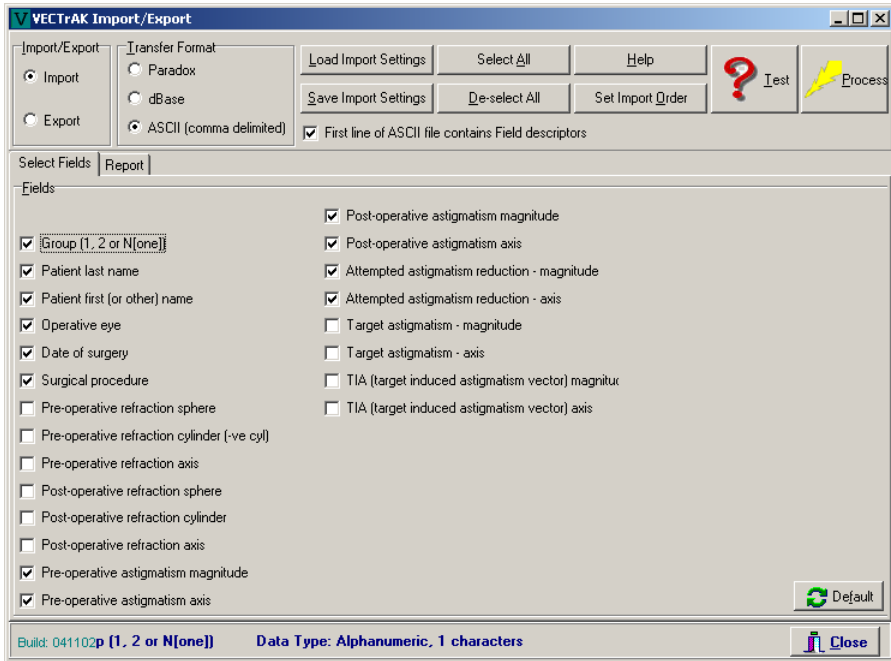 VECTrAK Import/Export
Import/Export
Import
Export
Transfer Format
Paradox
dBase
ASCII (comma delimited)
Load Import Settings
Select All
Help
Save Import Settings
De-select All
Set Import Order
Test
Process
First line of ASCII file contains Field descriptors
Select Fields
Report
Fields
Group (1, 2 or N[one])
Patient last name
Patient first (or other) name
Operative eye
Date of surgery
Surgical procedure
Pre-operative refraction sphere
Pre-operative refraction cylinder (-ve cyl)
Pre-operative refraction axis
Post-operative refraction sphere
Post-operative refraction cylinder
Post-operative refraction axis
Pre-operative astigmatism magnitude
Pre-operative astigmatism axis
Post-operative astigmatism magnitude
Post-operative astigmatism axis
Attempted astigmatism reduction - magnitude
Attempted astigmatism reduction - axis
Target astigmatism - magnitude
Target astigmatism - axis
TIA (target induced astigmatism vector) magnitu
TIA (target induced astigmatism vector) axis
Default
Build: 041102p (1, 2 or N[one]) Data Type: Alphanumeric, 1 characters
Close